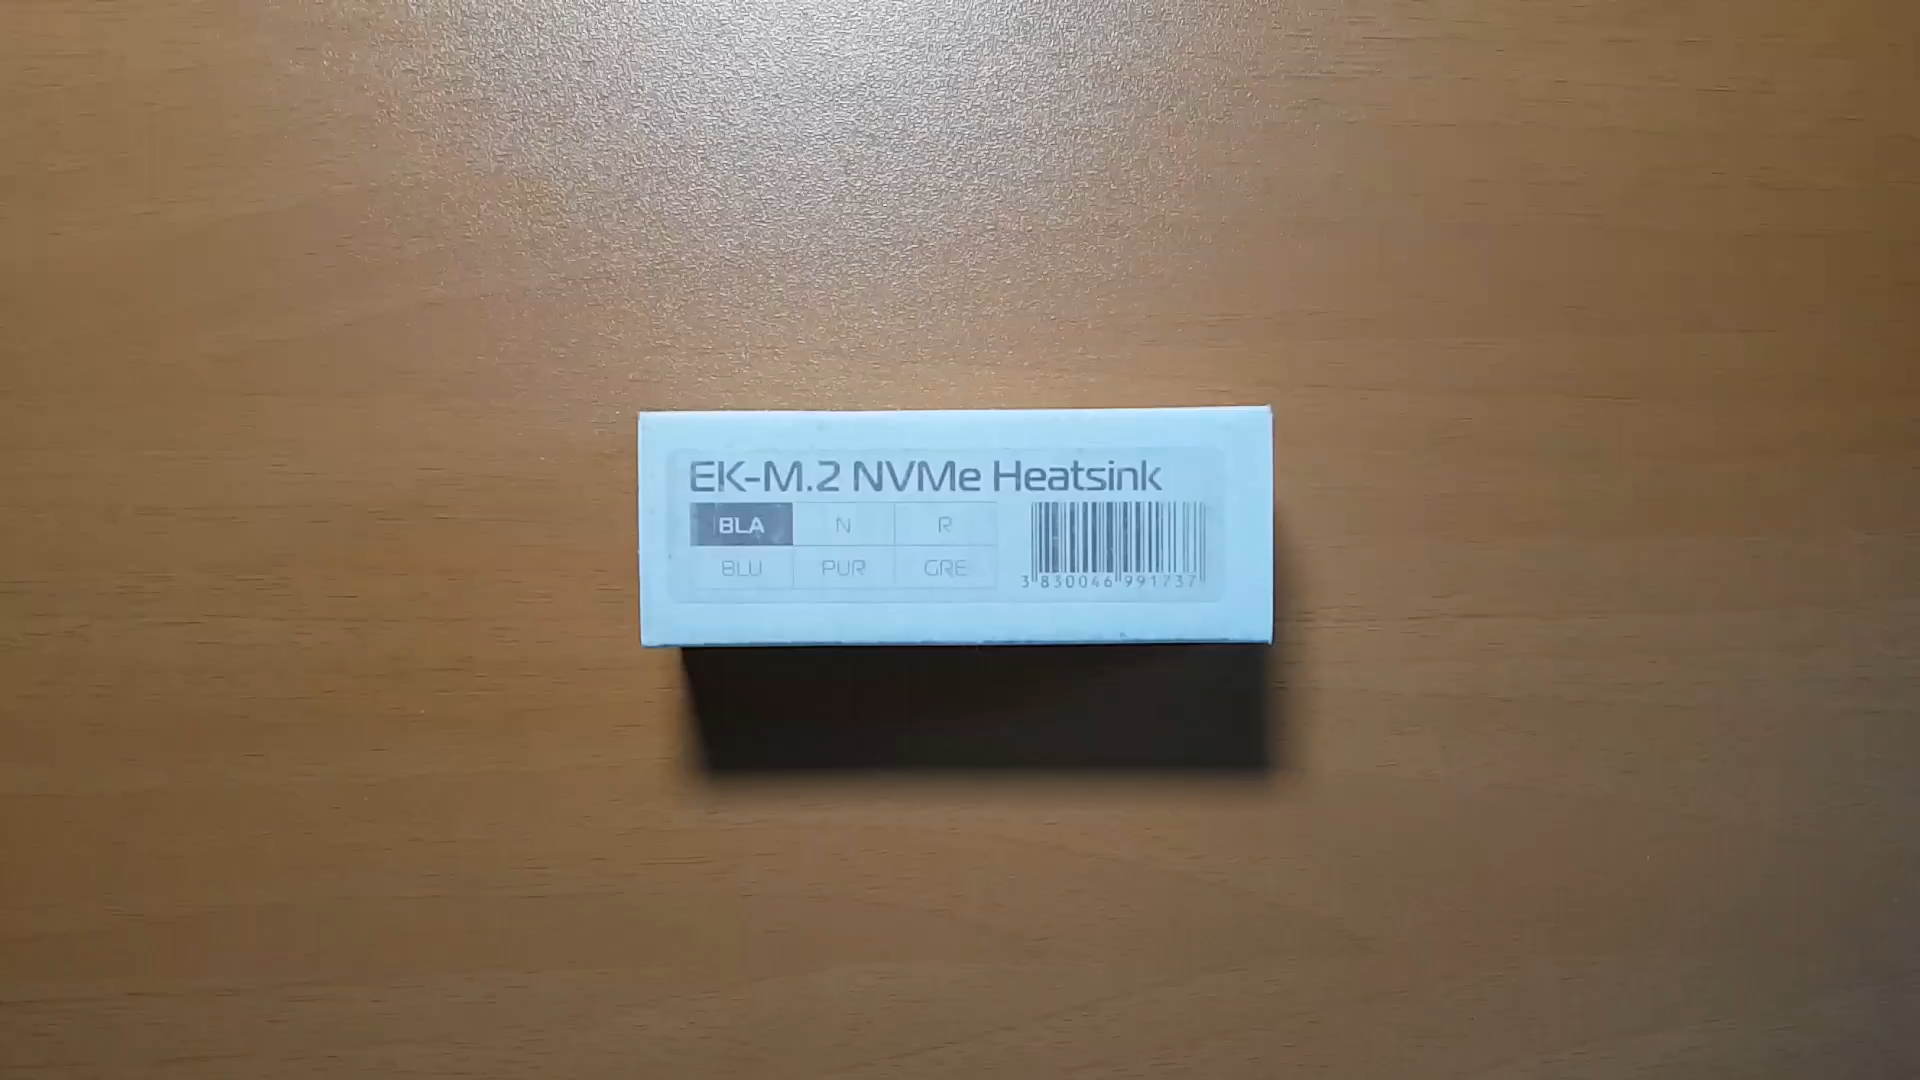 EK-M.2 NVMe Heatsink
BLA N R
BLU PUR GRE
3 830046 991737